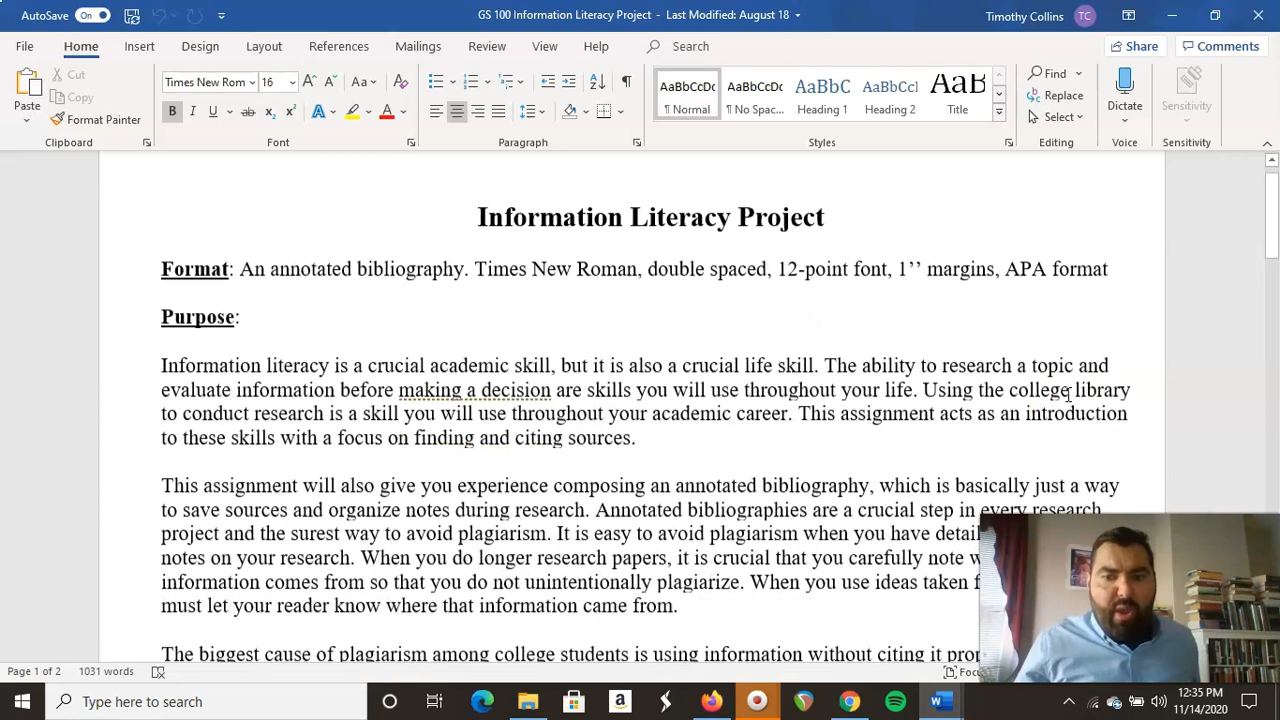 AutoSave On
GS 100 Information Literacy Project - Last Modified: August 18
Timothy Collins TC
File Home Insert Design Layout References Mailings Review View Help Search
Share Comments
Paste
Cut
Copy
Format Painter
Times New Rom 16
AaBbCcDc AaBbCcDc AaBbC AaBbCcl AaB
¶ Normal ¶ No Spac... Heading 1 Heading 2 Title
Find
Replace
Select
Dictate
Sensitivity
Clipboard Font Paragraph Styles Editing Voice Sensitivity
Information Literacy Project
Format: An annotated bibliography. Times New Roman, double spaced, 12-point font, 1’’ margins, APA format
Purpose:
Information literacy is a crucial academic skill, but it is also a crucial life skill. The ability to research a topic and
evaluate information before making a decision are skills you will use throughout your life. Using the college library
to conduct research is a skill you will use throughout your academic career. This assignment acts as an introduction
to these skills with a focus on finding and citing sources.
This assignment will also give you experience composing an annotated bibliography, which is basically just a way
to save sources and organize notes during research. Annotated bibliographies are a crucial step in every research
project and the surest way to avoid plagiarism. It is easy to avoid plagiarism when you have
notes on your research. When you do longer research papers, it is crucial that you carefully note
information comes from so that you do not unintentionally plagiarize. When you use ideas taken
must let your reader know where that information came from.
The biggest cause of plagiarism among college students is using information without citing it
Page 1 of 2 1031 words
Type here to search
12:35 PM
11/14/2020